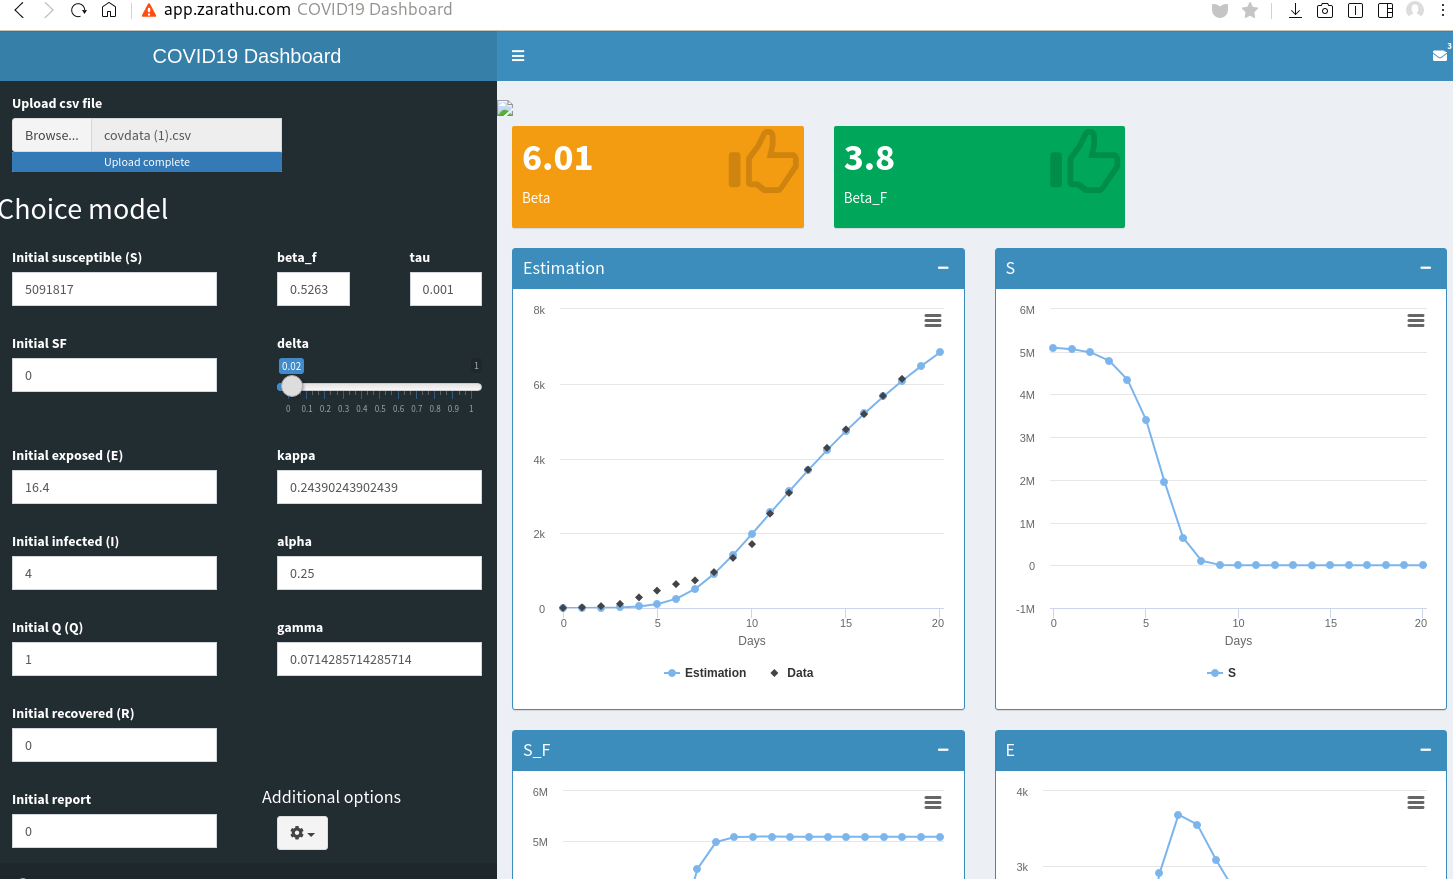 app.zarathu.com COVID19 Dashboard
COVID19 Dashboard
3
Upload csv file
Browse... covdata (1).csv
Upload complete
Choice model
Initial susceptible (S)
5091817
beta_f
0.5263
tau
0.001
Initial SF
0
delta
0.02 1
0 0.1 0.2 0.3 0.4 0.5 0.6 0.7 0.8 0.9 1
Initial exposed (E)
16.4
kappa
0.24390243902439
Initial infected (I)
4
alpha
0.25
Initial Q (Q)
1
gamma
0.0714285714285714
Initial recovered (R)
0
Initial report
0
Additional options
6.01
Beta
3.8
Beta_F
Estimation
8k
6k
4k
2k
0
0 5 10 15 20
Days
Estimation Data
S
6M
5M
4M
3M
2M
1M
0
-1M
0 5 10 15 20
Days
S
S_F
6M
5M
E
4k
3k